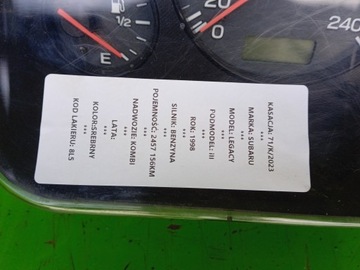 1/2
E
20
0
240
KASACJA: 71/K/2023
***
MARKA: SUBARU
***
MODEL: LEGACY
***
PODMODEL: III
***
ROK: 1998
***
SILNIK: BENZYNA
***
POJEMNOŚĆ: 2457 156KM
***
NADWOZIE: KOMBI
***
LATA:
***
KOLOR:SREBRNY
***
KOD LAKIERU: 8L5